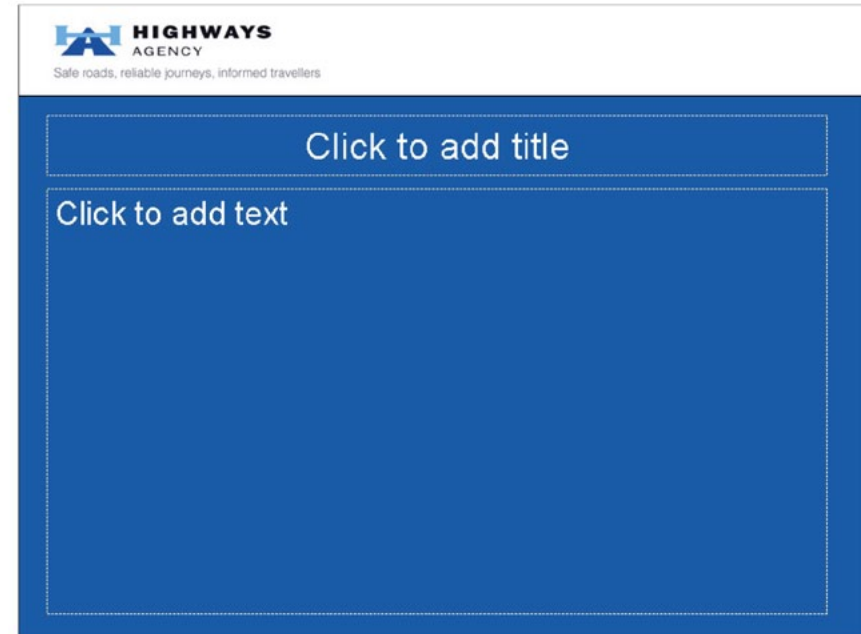 HIGHWAYS
AGENCY
Safe roads, reliable journeys, informed travellers
Click to add title
Click to add text